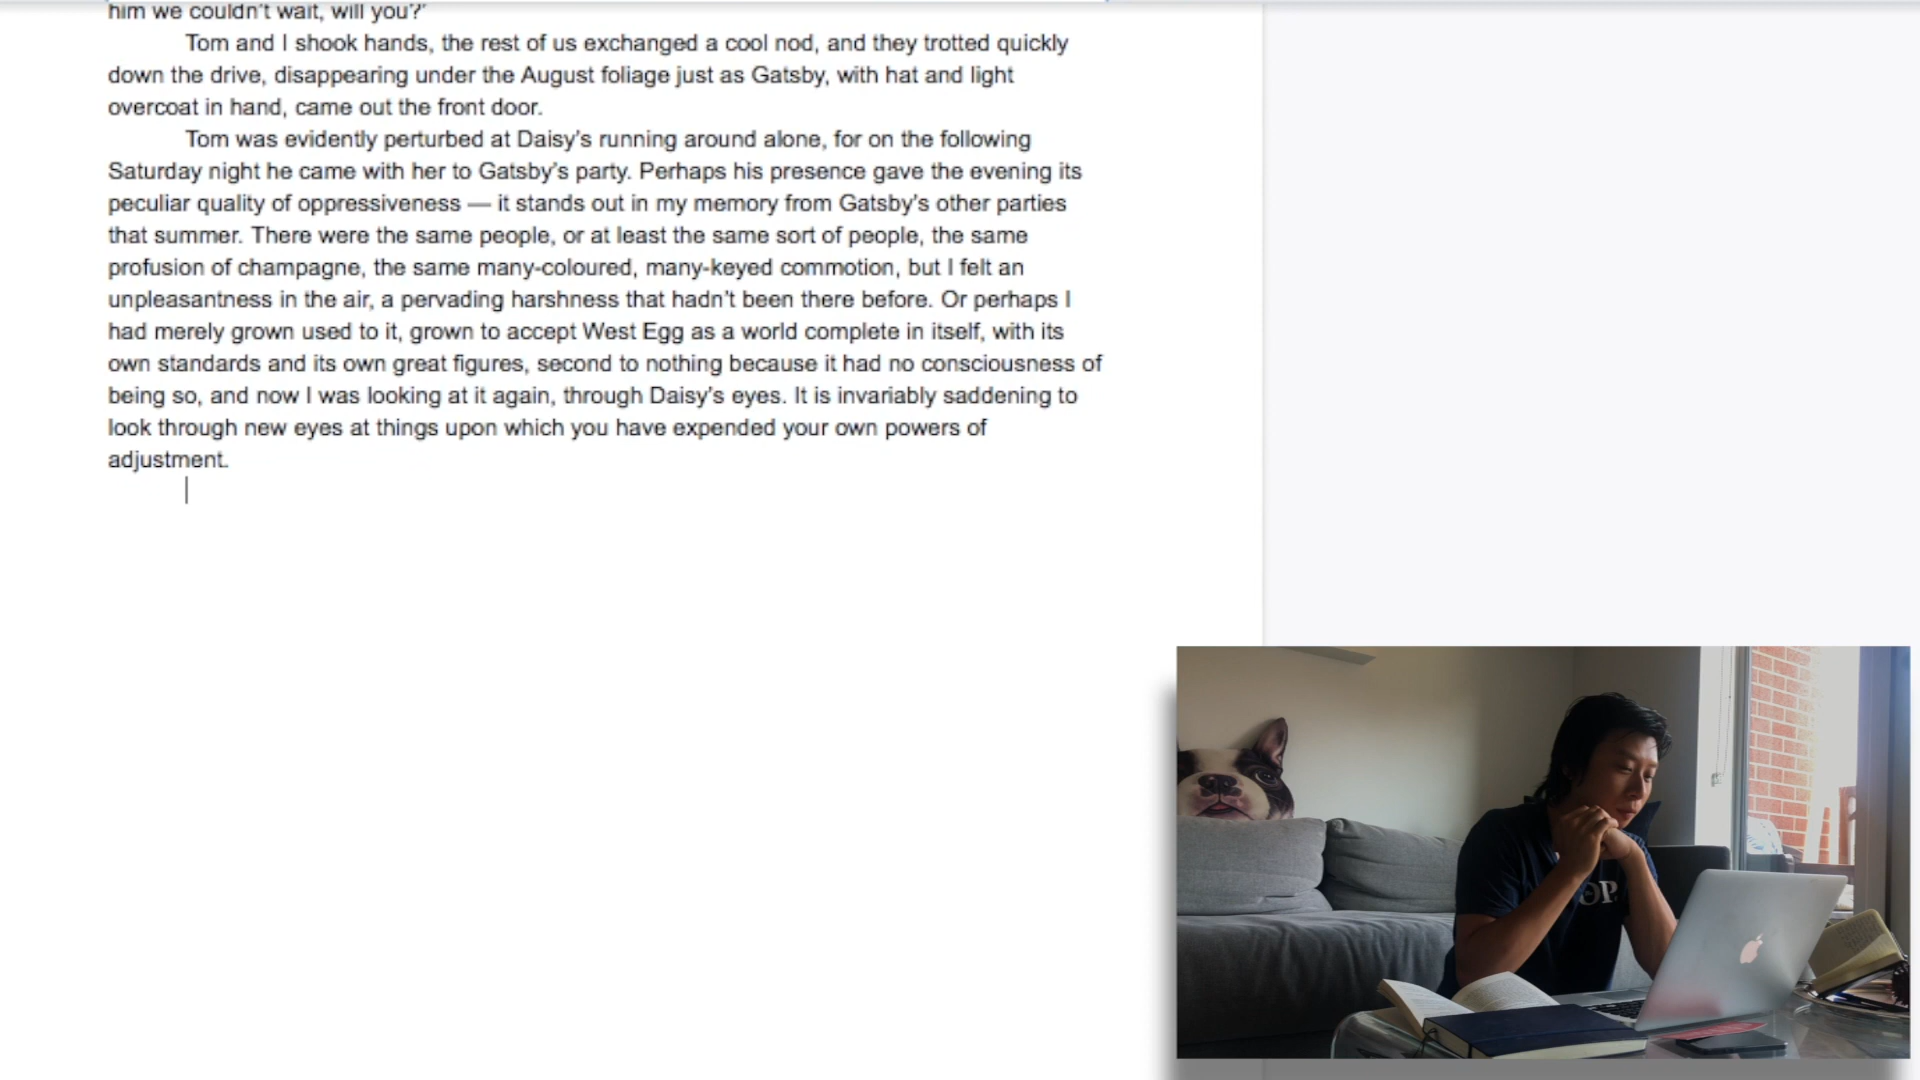 him we couldn't wait, will you?'
Tom and I shook hands, the rest of us exchanged a cool nod, and they trotted quickly
down the drive, disappearing under the August foliage just as Gatsby, with hat and light
overcoat in hand, came out the front door.
Tom was evidently perturbed at Daisy's running around alone, for on the following
Saturday night he came with her to Gatsby's party. Perhaps his presence gave the evening its
peculiar quality of oppressiveness — it stands out in my memory from Gatsby's other parties
that summer. There were the same people, or at least the same sort of people, the same
profusion of champagne, the same many-coloured, many-keyed commotion, but I felt an
unpleasantness in the air, a pervading harshness that hadn't been there before. Or perhaps I
had merely grown used to it, grown to accept West Egg as a world complete in itself, with its
own standards and its own great figures, second to nothing because it had no consciousness of
being so, and now I was looking at it again, through Daisy's eyes. It is invariably saddening to
look through new eyes at things upon which you have expended your own powers of
adjustment.
OP.